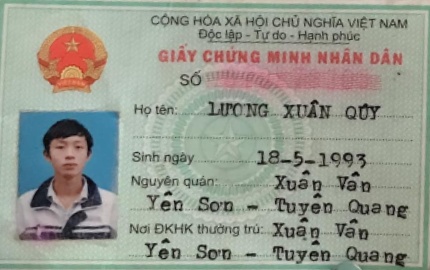 CỘNG HÒA XÃ HỘI CHỦ NGHĨA VIỆT NAM
Độc lập - Tự do - Hạnh phúc
GIẤY CHỨNG MINH NHÂN DÂN
SỐ
Họ tên: LƯƠNG XUÂN QÚY
Sinh ngày 18-5-1993
Nguyên quán: Xuân Vân
Yên Sơn - Tuyên Quang
Nơi ĐKHK thường trú: Xuân Vân
Yên Sơn - Tuyên Quang